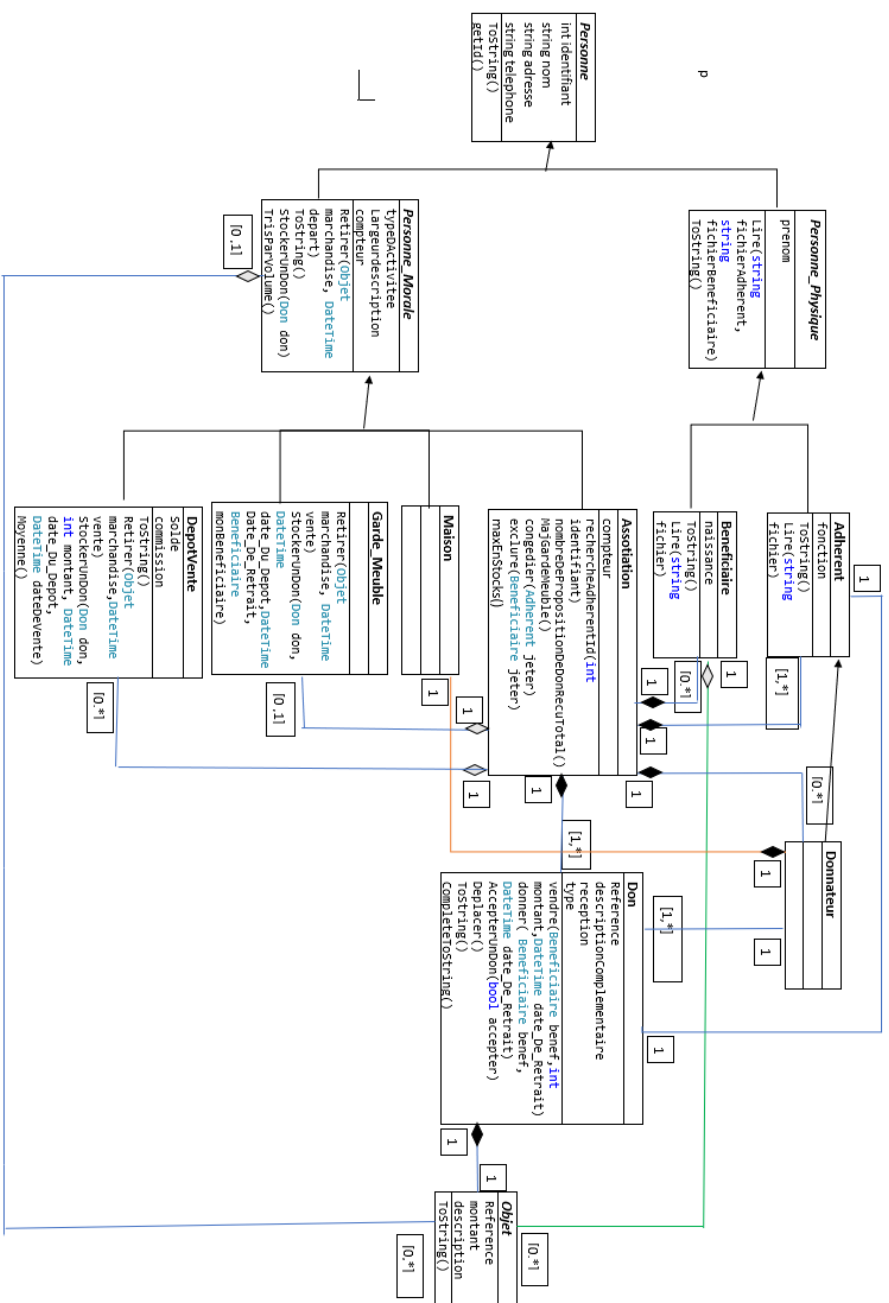 p
Personne
int identifiant
string nom
string adresse
string telephone
ToString()
getId()
Personne_Physique
prenom
Lire(string
fichierAdherent,
string
fichierBeneficiaire)
ToString()
Personne_Morale
typeDActivitee
Largeurdescription
compteur
Retirer(Objet
marchandise, DateTime
depart)
ToString()
StockerUnDon(Don don)
TrisParVolume()
[0,1]
1
Adherent
fonction
ToString()
Lire(string
fichier)
[1,*]
Beneficiaire
naissance
ToString()
Lire(string
fichier)
1
[0.*]
Assotiation
compteur
rechercheAdherentId(int
identifiant)
nombreDePropositionDeDonRecuTotal()
MajGardeMeuble()
congedier(Adherent jeter)
exclure(Beneficiaire jeter)
maxEnStocks()
1
1
1
1
1
1
Maison
1
Garde_Meuble
Retirer(Objet
marchandise, DateTime
vente)
StockerUnDon(Don don,
DateTime
date_Du_Depot,DateTime
Date_De_Retrait,
Beneficiaire
monBeneficiaire)
[0,1]
DepotVente
Solde
commission
ToString()
Retirer(Objet
marchandise,DateTime
vente)
StockerUnDon(Don don,
int montant, DateTime
date_Du_Depot,
DateTime dateDeVente)
Moyenne()
[0.*]
[0.*]
Donnateur
1
1
[1,*]
[1,*]
Don
Reference
descriptionComplementaire
reception
type
vendre(Beneficiaire benef,int
montant,DateTime date_De_Retrait)
donner( Beneficiaire benef,
DateTime date_De_Retrait)
AccepterUnDon(bool accepter)
Deplacer()
ToString()
CompleteToString()
1
1
1
Objet
Reference
montant
description
ToString()
[0.*]
[0,*]